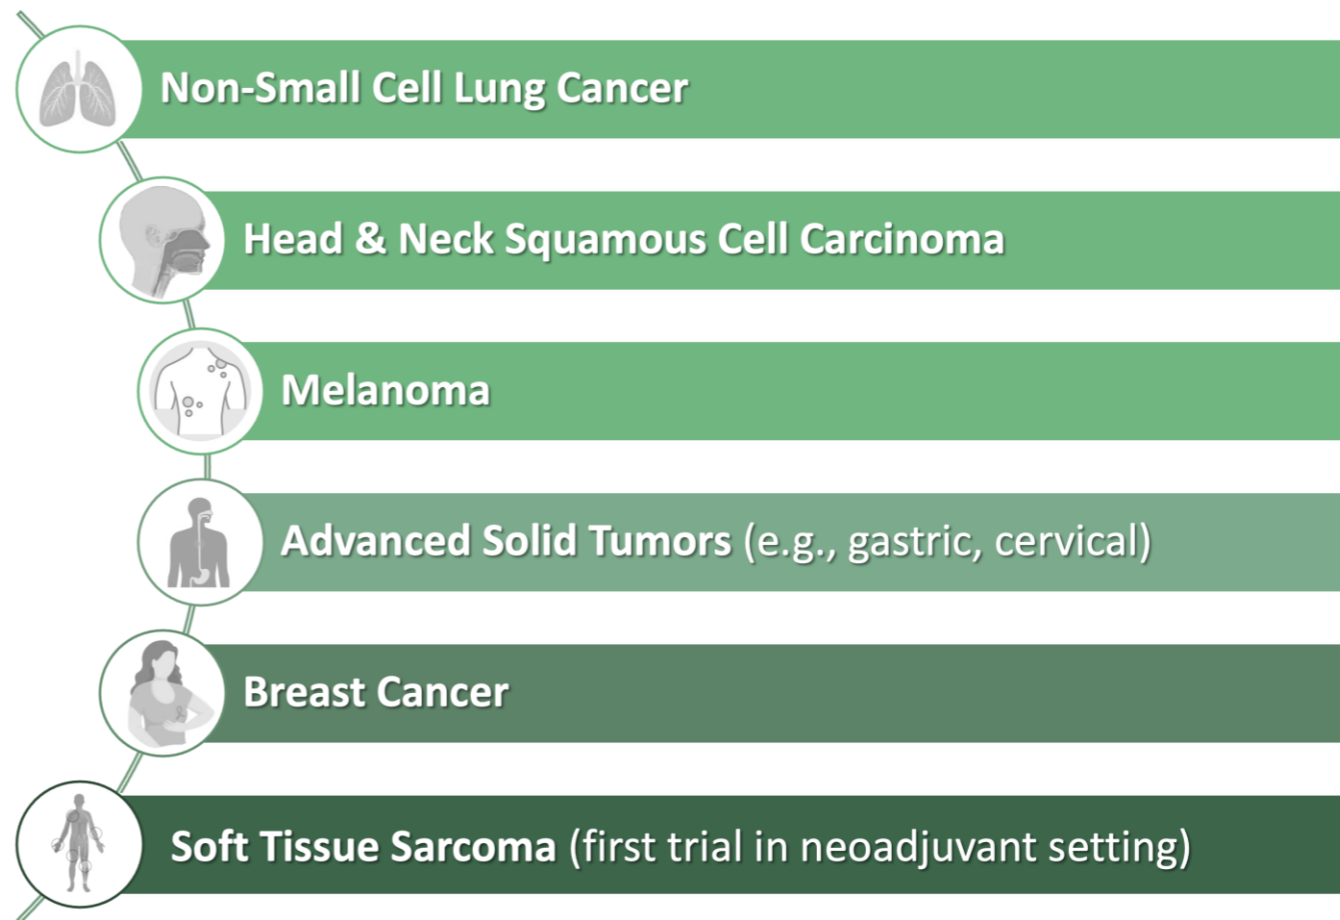 Non-Small Cell Lung Cancer
Head & Neck Squamous Cell Carcinoma
Melanoma
Advanced Solid Tumors (e.g., gastric, cervical)
Breast Cancer
Soft Tissue Sarcoma (first trial in neoadjuvant setting)